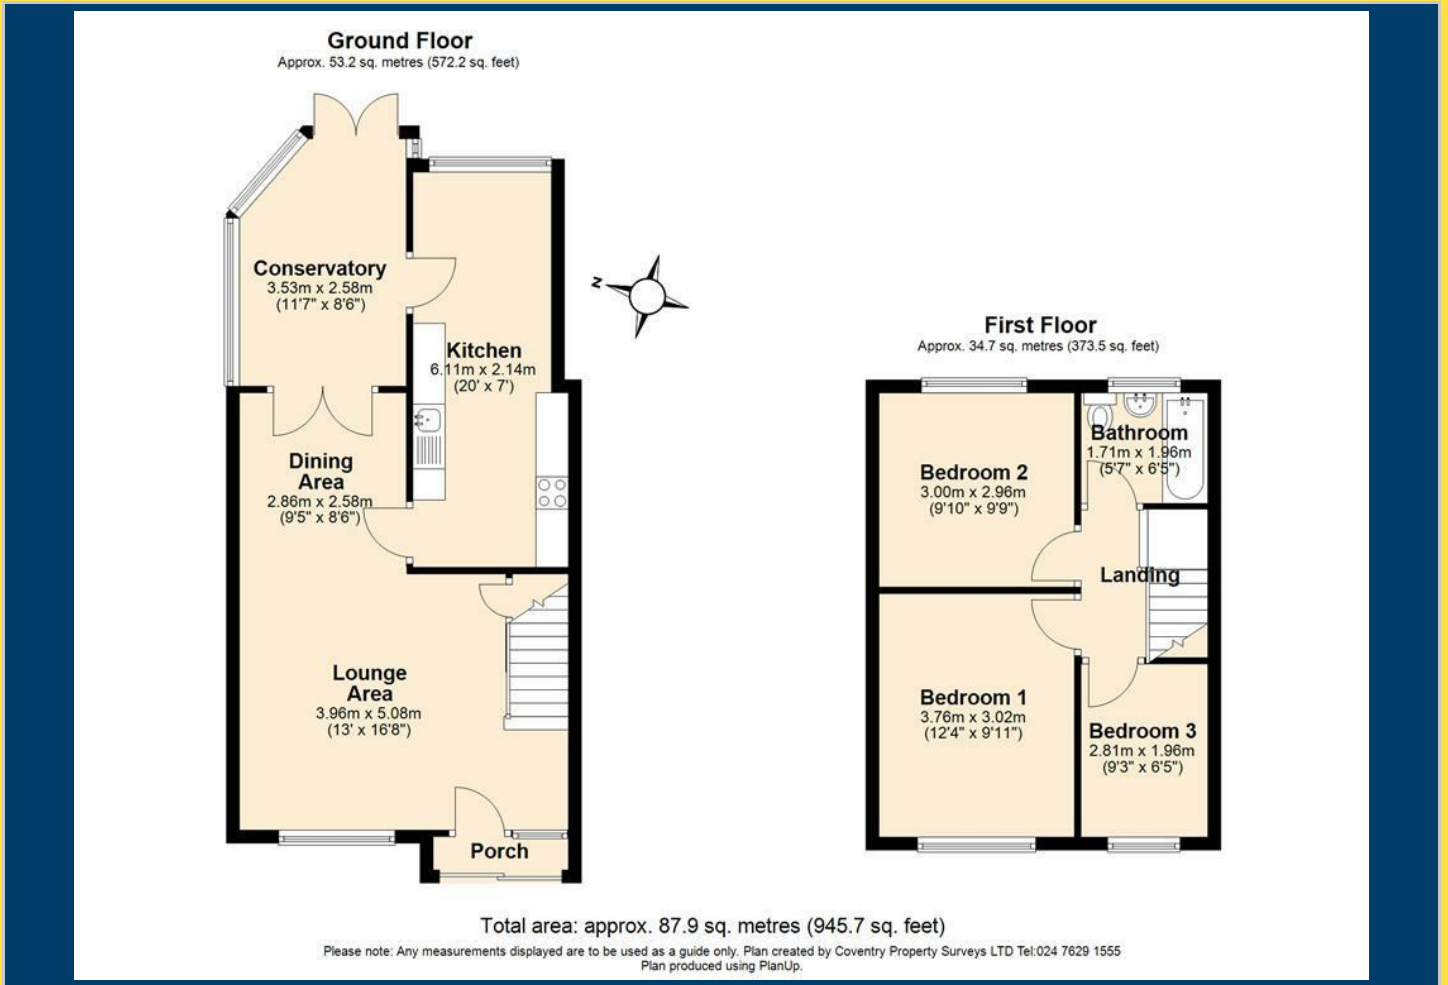 Ground Floor
Approx. 53.2 sq. metres (572.2 sq. feet)
Conservatory
3.53m x 2.58m
(11'7" x 8'6")
Kitchen
6.11m x 2.14m
(20' x 7')
N
Dining
Area
2.86m x 2.58m
(9'5" x 8'6")
Lounge
Area
3.96m x 5.08m
(13' x 16'8")
Porch
First Floor
Approx. 34.7 sq. metres (373.5 sq. feet)
Bathroom
1.71m x 1.96m
(5'7" x 6'5")
Bedroom 2
3.00m x 2.96m
(9'10" x 9'9")
Landing
Bedroom 1
3.76m x 3.02m
(12'4" x 9'11")
Bedroom 3
2.81m x 1.96m
(9'3" x 6'5")
Total area: approx. 87.9 sq. metres (945.7 sq. feet)
Please note: Any measurements displayed are to be used as a guide only. Plan created by Coventry Property Surveys LTD Tel:024 7629 1555
Plan produced using PlanUp.